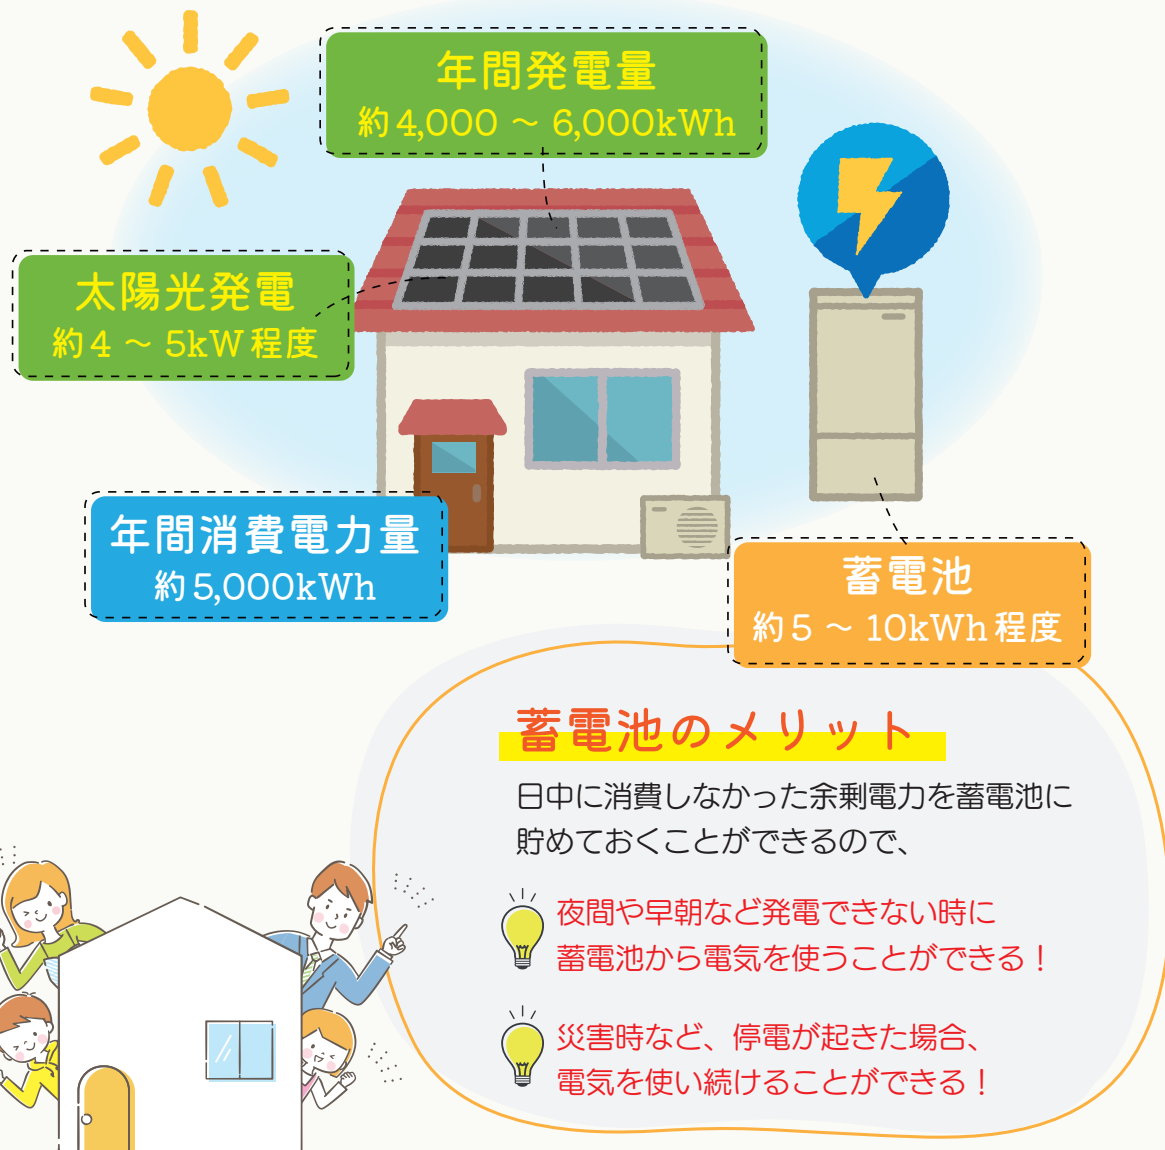 年間発電量
約4,000 ～ 6,000kWh
太陽光発電
約4 ～ 5kW程度
年間消費電力量
約5,000kWh
蓄電池
約5 ～ 10kWh程度
蓄電池のメリット
日中に消費しなかった余剰電力を蓄電池に
貯めておくことができるので、
夜間や早朝など発電できない時に
蓄電池から電気を使うことができる！
災害時など、停電が起きた場合、
電気を使い続けることができる！